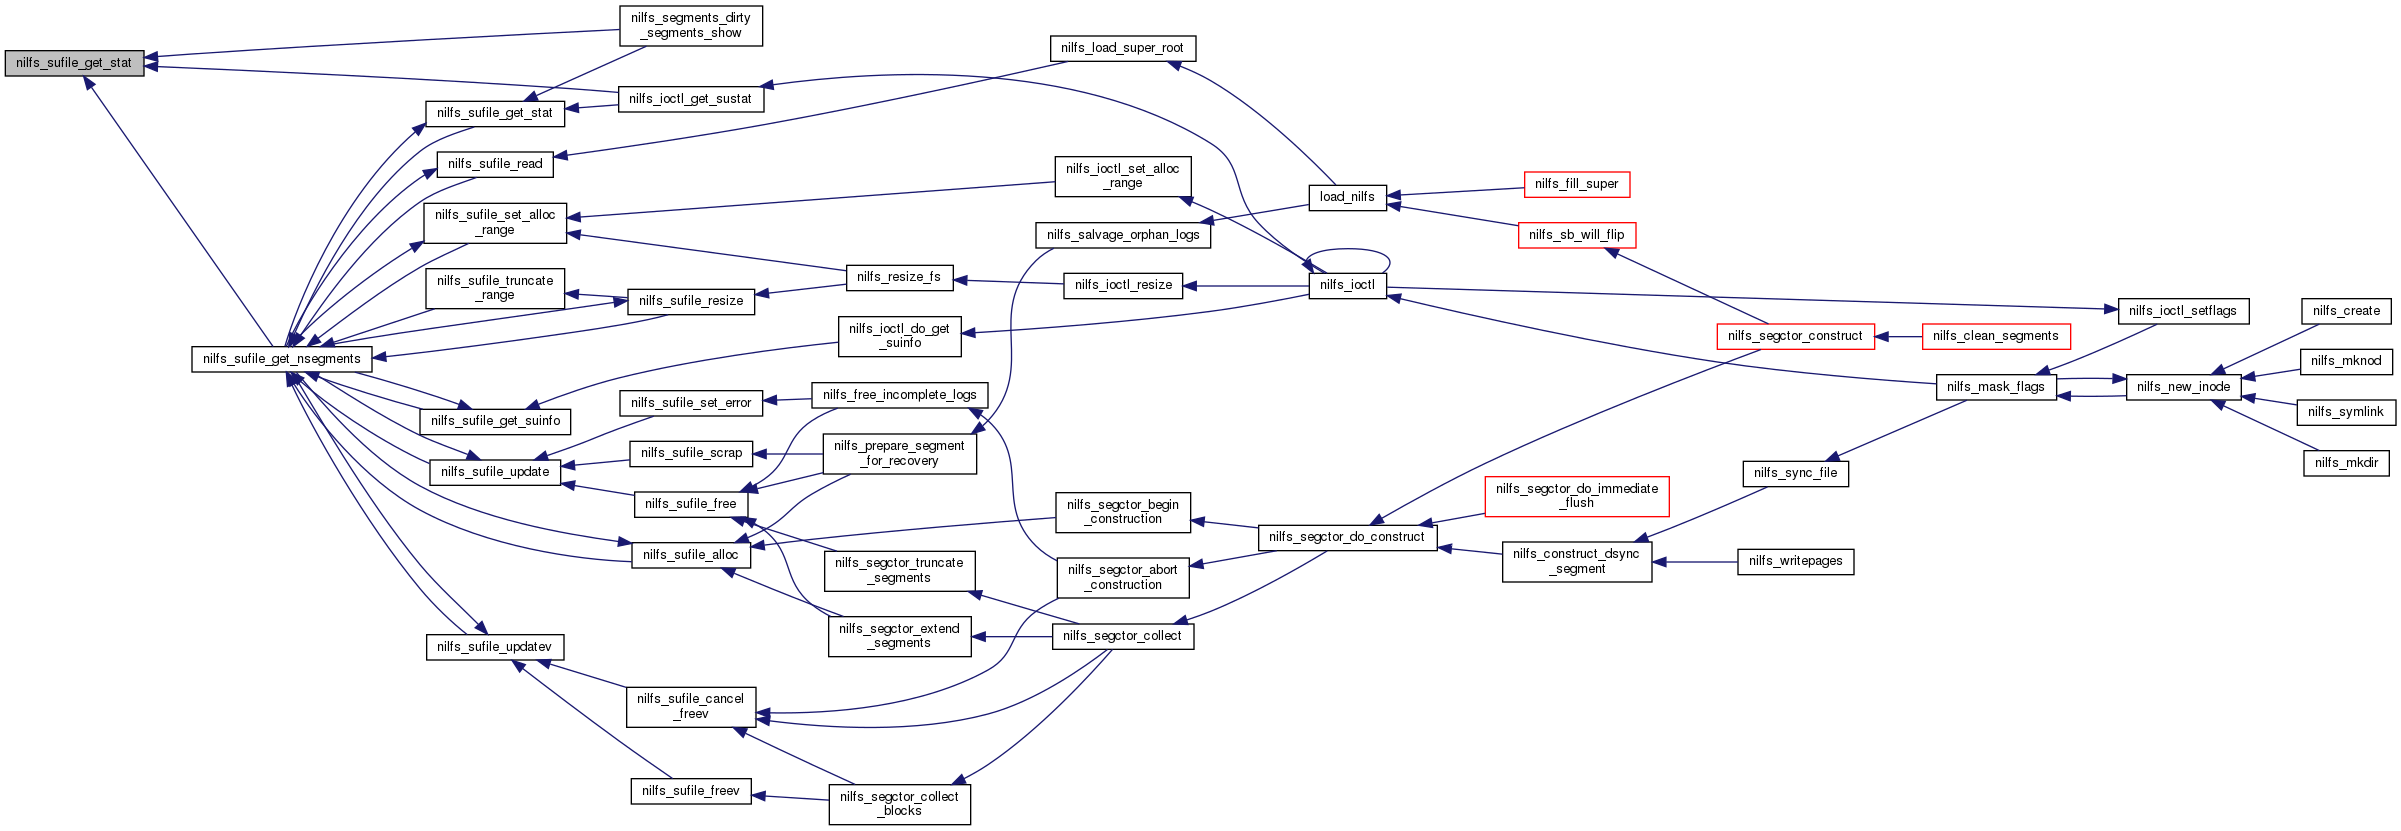 nilfs_sufile_get_stat
nilfs_sufile_get_nsegments
nilfs_segments_dirty
_segments_show
nilfs_ioctl_get_sustat
nilfs_sufile_get_stat
nilfs_sufile_read
nilfs_sufile_set_alloc
_range
nilfs_sufile_truncate
_range
nilfs_sufile_resize
nilfs_sufile_get_suinfo
nilfs_sufile_update
nilfs_sufile_set_error
nilfs_sufile_scrap
nilfs_sufile_free
nilfs_sufile_alloc
nilfs_sufile_updatev
nilfs_sufile_cancel
_freev
nilfs_sufile_freev
nilfs_resize_fs
nilfs_ioctl_do_get
_suinfo
nilfs_free_incomplete_logs
nilfs_prepare_segment
_for_recovery
nilfs_segctor_truncate
_segments
nilfs_segctor_extend
_segments
nilfs_segctor_collect
_blocks
nilfs_load_super_root
nilfs_ioctl_set_alloc
_range
nilfs_salvage_orphan_logs
nilfs_ioctl_resize
nilfs_segctor_begin
_construction
nilfs_segctor_abort
_construction
nilfs_segctor_collect
load_nilfs
nilfs_ioctl
nilfs_segctor_do_construct
nilfs_fill_super
nilfs_sb_will_flip
nilfs_segctor_do_immediate
_flush
nilfs_construct_dsync
_segment
nilfs_segctor_construct
nilfs_sync_file
nilfs_writepages
nilfs_clean_segments
nilfs_mask_flags
nilfs_ioctl_setflags
nilfs_new_inode
nilfs_create
nilfs_mknod
nilfs_symlink
nilfs_mkdir